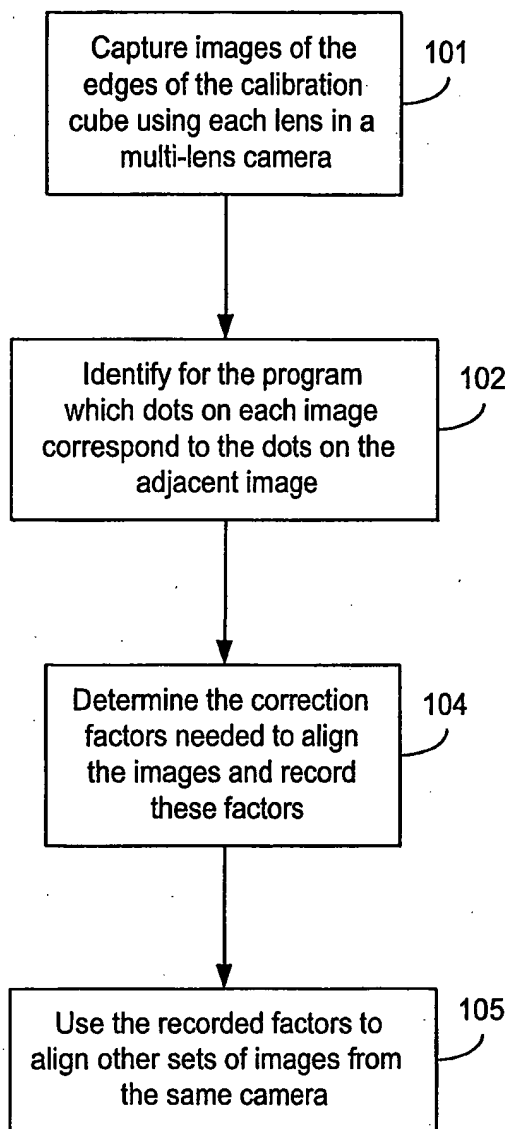 Capture images of the
edges of the calibration
cube using each lens in a
multi-lens camera
101
Identify for the program
which dots on each image
correspond to the dots on the
adjacent image
102
Determine the correction
factors needed to align
the images and record
these factors
104
Use the recorded factors to
align other sets of images from
the same camera
105